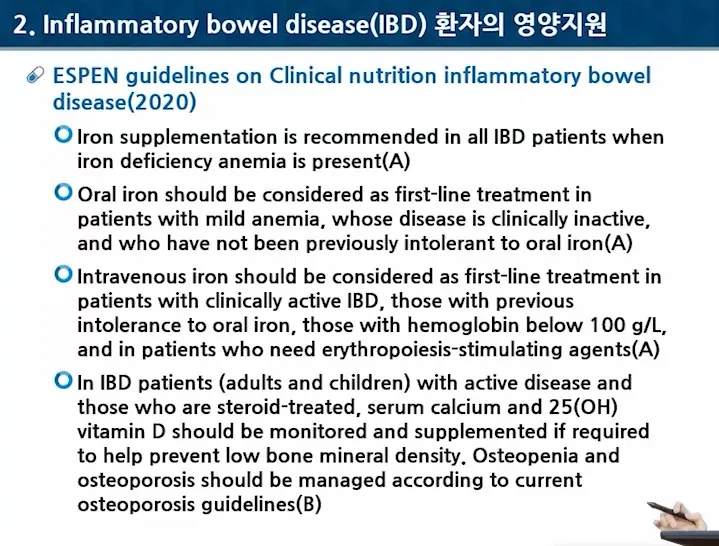 2. Inflammatory bowel disease(IBD) 환자의 영양지원
ESPEN guidelines on Clinical nutrition inflammatory bowel
disease(2020)
Iron supplementation is recommended in all IBD patients when
iron deficiency anemia is present(A)
Oral iron should be considered as first-line treatment in
patients with mild anemia, whose disease is clinically inactive,
and who have not been previously intolerant to oral iron(A)
Intravenous iron should be considered as first-line treatment in
patients with clinically active IBD, those with previous
intolerance to oral iron, those with hemoglobin below 100 g/L,
and in patients who need erythropoiesis-stimulating agents(A)
In IBD patients (adults and children) with active disease and
those who are steroid-treated, serum calcium and 25(OH)
vitamin D should be monitored and supplemented if required
to help prevent low bone mineral density. Osteopenia and
osteoporosis should be managed according to current
osteoporosis guidelines(B)